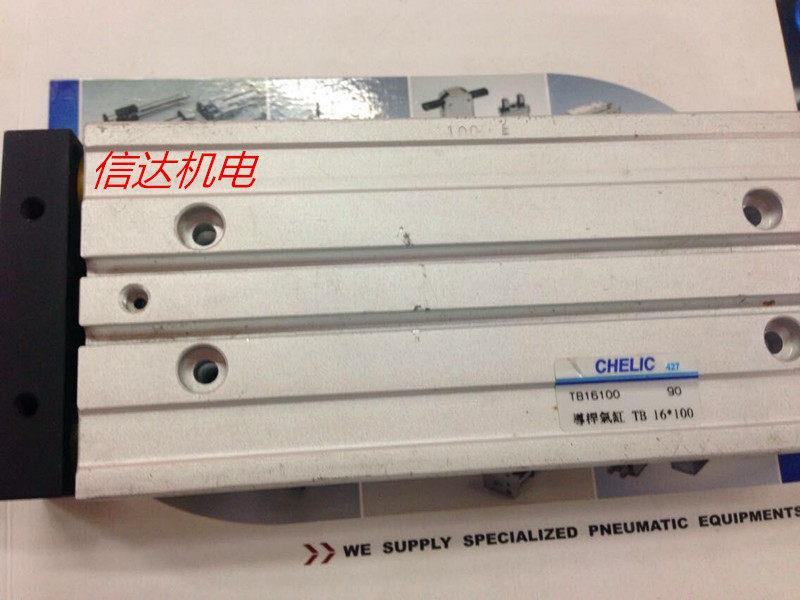 100
信达机电
CHELIC 427
TB16100 90
導桿氣缸 TB 16*100
WE SUPPLY SPECIALIZED PNEUMATIC EQUIPMENTS